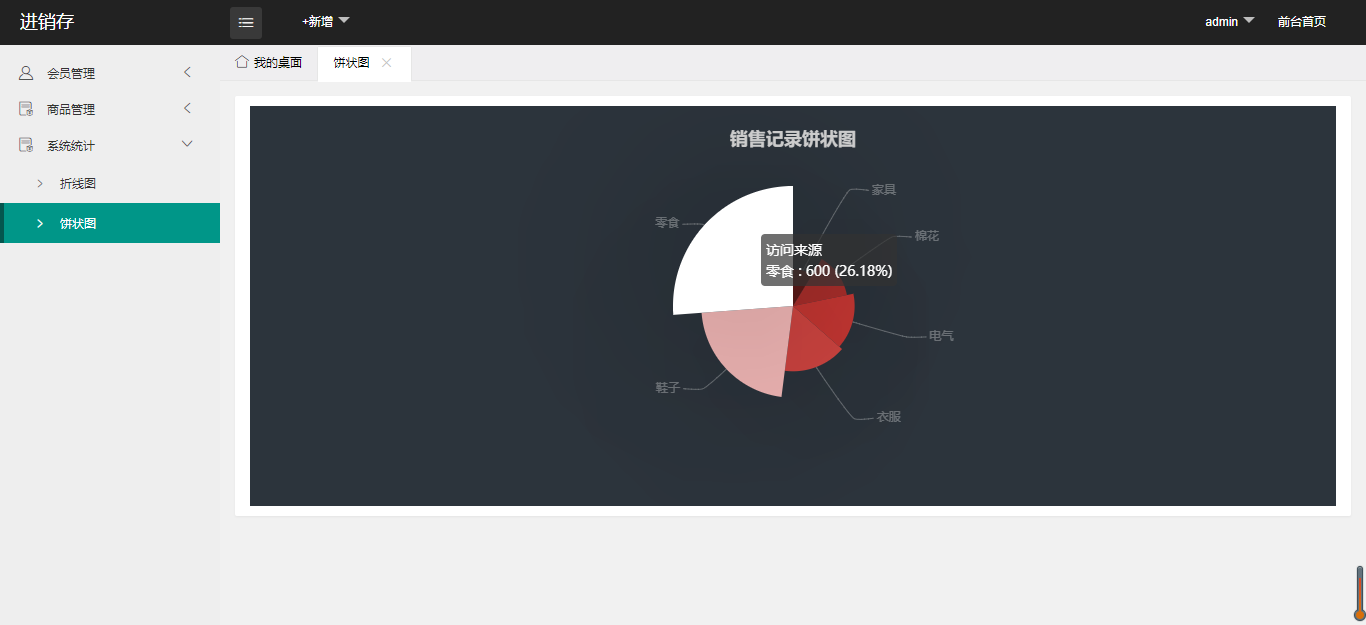 进销存
+新增
admin
前台首页
会员管理
商品管理
系统统计
折线图
饼状图
我的桌面
饼状图
销售记录饼状图
家具
零食
棉花
访问来源
零食 : 600 (26.18%)
电气
鞋子
衣服